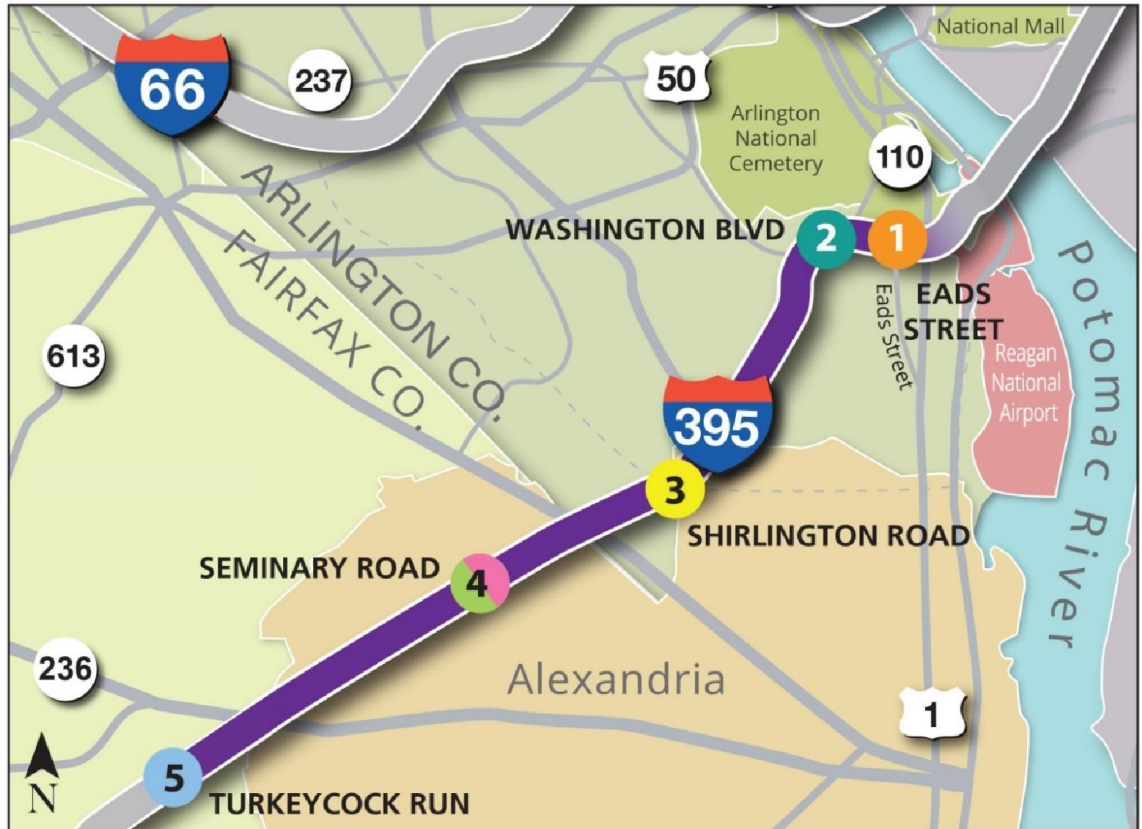 National Mall
66
237
50
Arlington
National
Cemetery
110
ARLINGTON CO.
FAIRFAX CO.
WASHINGTON BLVD
2
1
EADS
STREET
Eads Street
Potomac River
613
Reagan
National
Airport
395
3
SHIRLINGTON ROAD
SEMINARY ROAD
4
236
Alexandria
1
5
N
TURKEYCOCK RUN